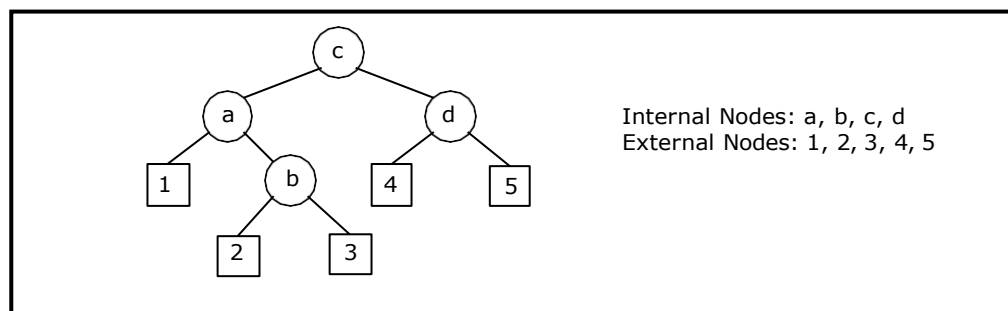 c
a
d
Internal Nodes: a, b, c, d
External Nodes: 1, 2, 3, 4, 5
1
b
4
5
2
3